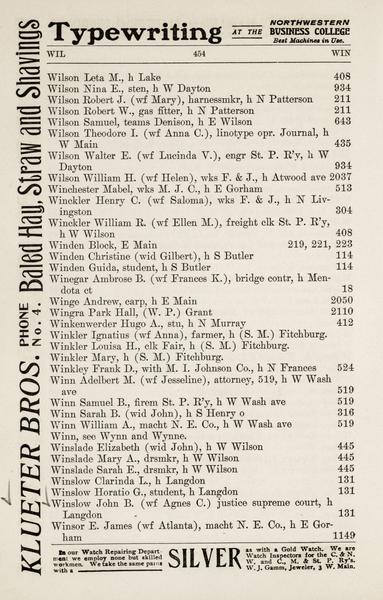 Typewriting AT THE NORTHWESTERN BUSINESS COLLEGE
Best Machines in Use.
WIL 454 WIN
Wilson Leta M., h Lake 408
Wilson Nina E., sten, h W Dayton 934
Wilson Robert J. (wf Mary), harnessmkr, h N Patterson 211
Wilson Robert W., gas fitter, h N Patterson 211
Wilson Samuel, teams Denison, h E Wilson 643
Wilson Theodore I. (wf Anna C.), linotype opr. Journal, h
W Main 435
Wilson Walter E. (wf Lucinda V.), engr St. P. R'y, h W
Dayton 934
Wilson William H. (wf Helen), wks F. & J., h Atwood ave 2037
Winchester Mabel, wks M. J. C., h E Gorham 513
Winckler Henry C. (wf Saloma), wks F. & J., h N Liv-
ingston 304
Winckler William R. (wf Ellen M.), freight clk St. P. R'y,
h W Wilson 408
Winden Block, E Main 219, 221, 223
Winden Christine (wid Gilbert), h S Butler 114
Winden Guida, student, h S Butler 114
Winegar Ambrose B. (wf Frances K.), bridge contr, h Men-
dota ct 18
Winge Andrew, carp, h E Main 2050
Wingra Park Hall, (W. P.) Grant 2110
Winkenwerder Hugo A., stu, h N Murray 412
Winkler Ignatius (wf Anna), farmer, h (S. M.) Fitchburg.
Winkler Louisa H., clk Fair, h (S. M.) Fitchburg.
Winkler Mary, h (S. M.) Fitchburg.
Winkley Frank D., with M. I. Johnson Co., h N Frances 524
Winn Adelbert M. (wf Jesseline), attorney, 519, h W Wash
ave 519
Winn Samuel B., firem St. P. R'y, h W Wash ave 519
Winn Sarah B. (wid John), h S Henry o 316
Winn William A., macht N. E. Co., h W Wash ave 519
Winn, see Wynn and Wynne.
Winslade Elizabeth (wid John), h W Wilson 445
Winslade Mary A., drsmkr, h W Wilson 445
Winslade Sarah E., drsmkr, h W Wilson 445
Winslow Clarinda L., h Langdon 131
Winslow Horatio G., student, h Langdon 131
Winslow John B. (wf Agnes C.) justice supreme court, h
Langdon 131
Winsor E. James (wf Atlanta), macht N. E. Co., h E Gor-
ham 1149
KLUETER BROS. PHONE No. 4. Baled Hay, Straw and Shavings
In our Watch Repairing Depart
ment we employ none but skilled
workmen. We take the same pains
with a
SILVER
as with a Gold Watch. We are
Watch Inspectors for the C. & N.
W. and C., M. & St. P. Ry's.
W. J. Gamm, Jeweler, 3 W. Main.